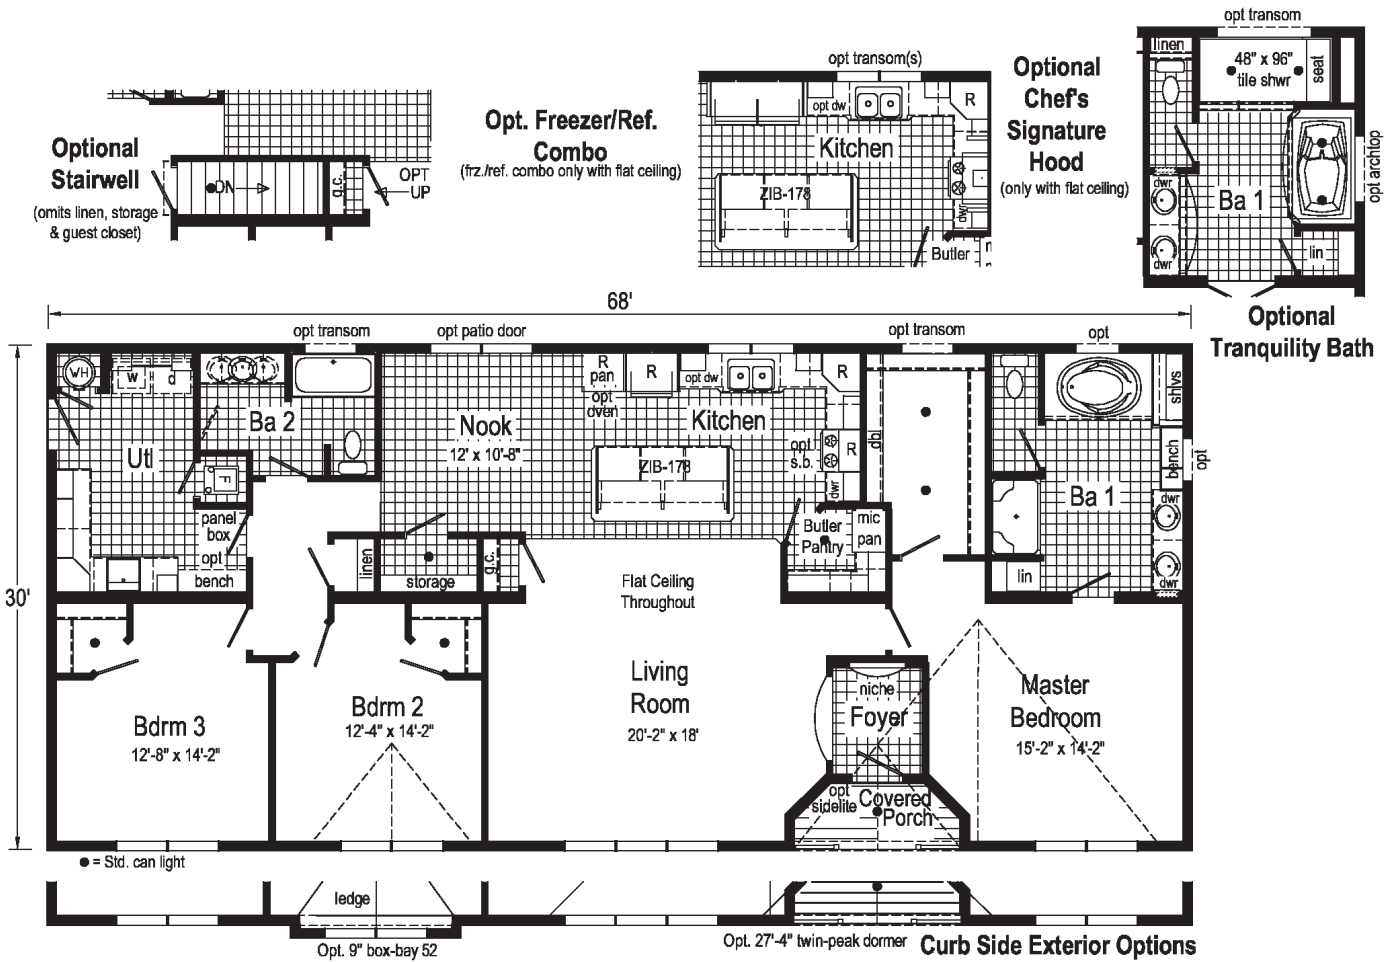 opt transom
linen
48" x 96"
tile shwr
seat
dwr
Ba 1
dwr
lin
opt archtop
Optional
Tranquility Bath
Optional
Stairwell
(omits linen, storage
& guest closet)
DN
g.c.
OPT
UP
Opt. Freezer/Ref.
Combo
(frz./ref. combo only with flat ceiling)
opt transom(s)
opt dw
R
Kitchen
ZIB-178
dwr
Butler
Optional
Chef's
Signature
Hood
(only with flat ceiling)
68'
30'
opt transom
opt patio door
opt transom
opt
WH
w
d
Ba 2
Utl
F
panel
box
opt
bench
linen
storage
g.c.
Nook
12' x 10'-8"
R
pan
opt
oven
R
opt dw
R
Kitchen
opt
s.b.
R
ZIB-178
dwr
Butler
Pantry
mic
pan
dbl
shlvs
bench
opt
Ba 1
dwr
dwr
lin
Flat Ceiling
Throughout
Living
Room
20'-2" x 18'
niche
Foyer
opt
sidelite
Covered
Porch
Master
Bedroom
15'-2" x 14'-2"
Bdrm 3
12'-8" x 14'-2"
Bdrm 2
12'-4" x 14'-2"
= Std. can light
ledge
Opt. 9" box-bay 52
Opt. 27'-4" twin-peak dormer
Curb Side Exterior Options